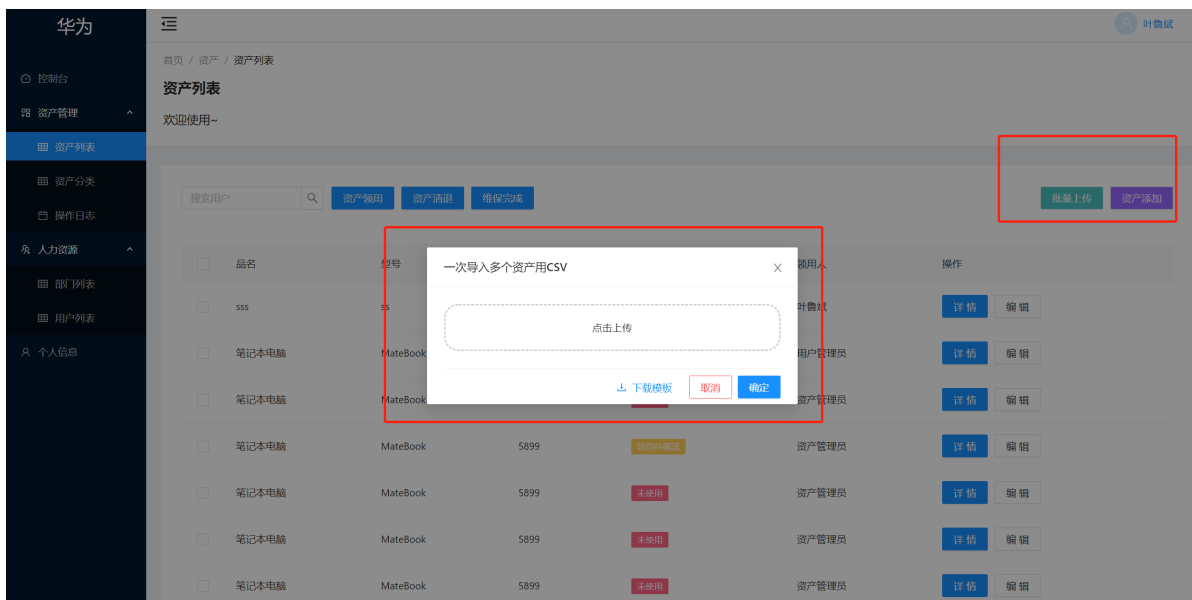 华为
叶鲁斌
首页 / 资产 / 资产列表
控制台
资产列表
资产管理
欢迎使用~
资产列表
资产分类
搜索用户 资产领用 资产清退 维保完成 批量上传 资产添加
操作日志
人力资源
品名 型号 领用人 操作
一次导入多个资产用CSV
部门列表
sss ss 叶鲁斌 详情 编辑
用户列表
点击上传
个人信息
笔记本电脑 MateBook 用户管理员 详情 编辑
下载模板 取消 确定
笔记本电脑 MateBook 资产管理员 详情 编辑
笔记本电脑 MateBook 5899 领用待确认 资产管理员 详情 编辑
笔记本电脑 MateBook 5899 未使用 资产管理员 详情 编辑
笔记本电脑 MateBook 5899 未使用 资产管理员 详情 编辑
笔记本电脑 MateBook 5899 未使用 资产管理员 详情 编辑